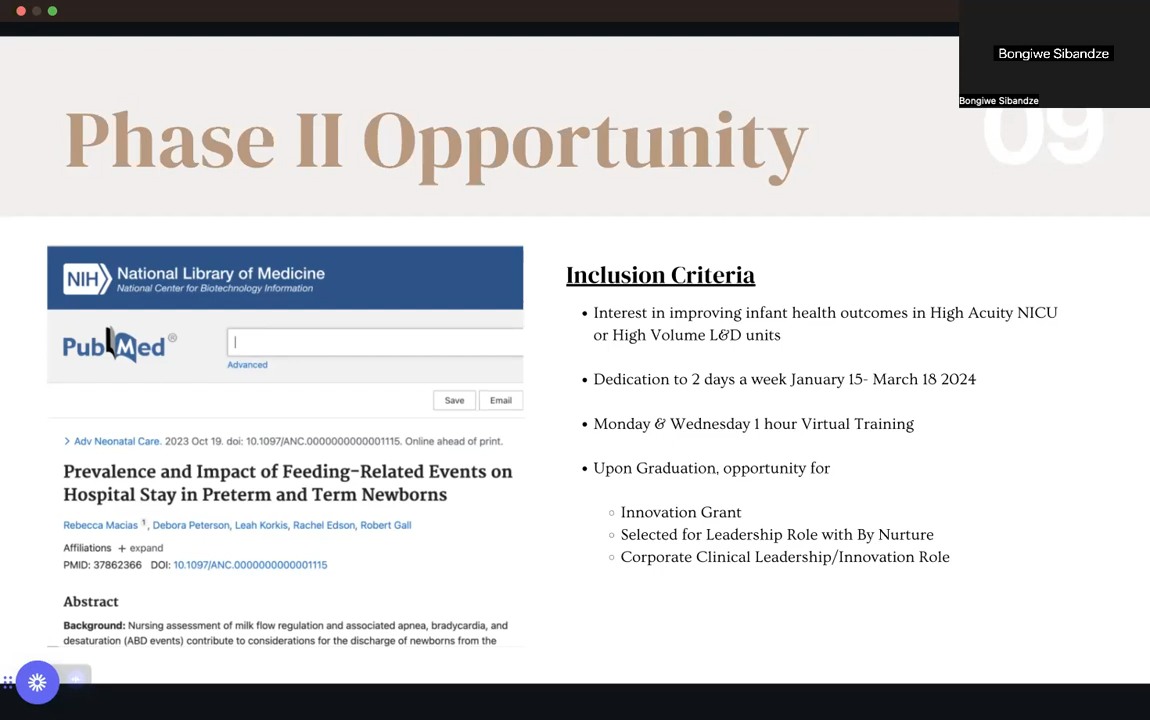 Bongiwe Sibandze
Bongiwe Sibandze
Phase II Opportunity
09
NIH National Library of Medicine
National Center for Biotechnology Information
PubMed®
Advanced
Save Email
Adv Neonatal Care. 2023 Oct 19. doi: 10.1097/ANC.0000000000001115. Online ahead of print.
Prevalence and Impact of Feeding-Related Events on
Hospital Stay in Preterm and Term Newborns
Rebecca Macias 1, Debora Peterson, Leah Korkis, Rachel Edson, Robert Gall
Affiliations + expand
PMID: 37862366 DOI: 10.1097/ANC.0000000000001115
Abstract
Background: Nursing assessment of milk flow regulation and associated apnea, bradycardia, and
desaturation (ABD events) contribute to considerations for the discharge of newborns from the
Inclusion Criteria
• Interest in improving infant health outcomes in High Acuity NICU
or High Volume L&D units
• Dedication to 2 days a week January 15- March 18 2024
• Monday & Wednesday 1 hour Virtual Training
• Upon Graduation, opportunity for
○ Innovation Grant
○ Selected for Leadership Role with By Nurture
○ Corporate Clinical Leadership/Innovation Role